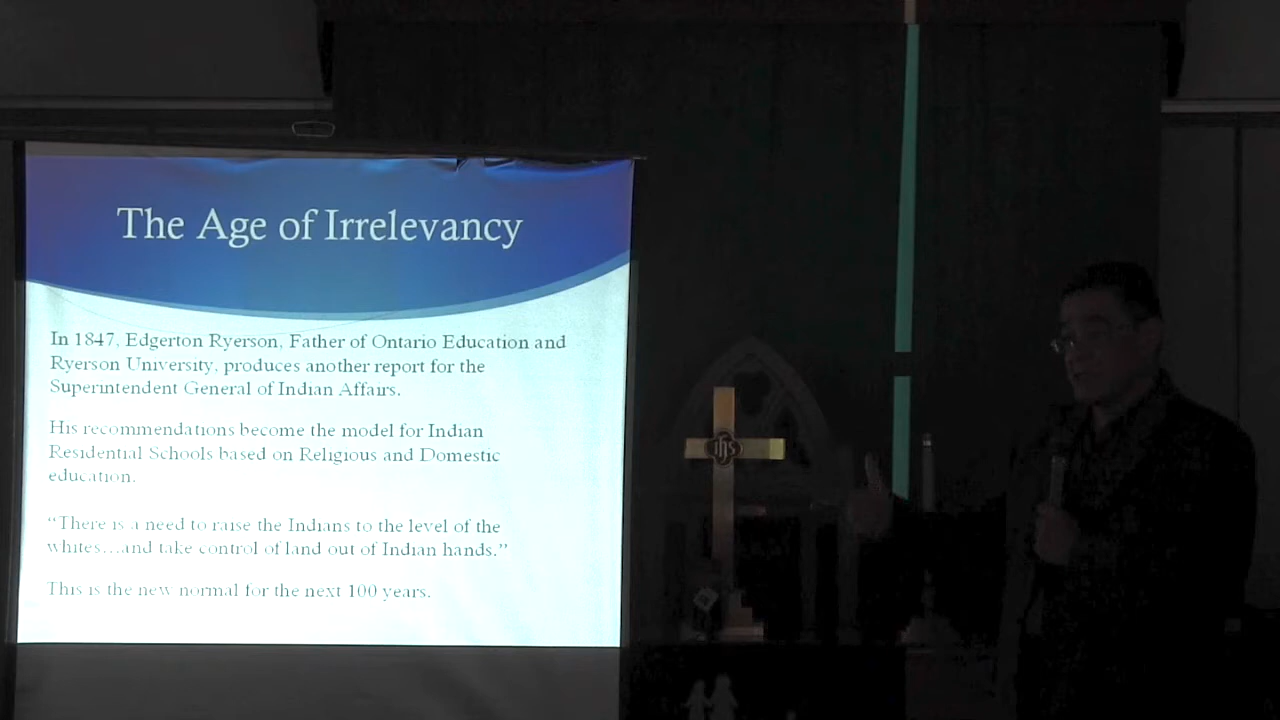 The Age of Irrelevancy
In 1847, Edgerton Ryerson, Father of Ontario Education and
Ryerson University, produces another report for the
Superintendent General of Indian Affairs.
His recommendations become the model for Indian
Residential Schools based on Religious and Domestic
education.
“There is a need to raise the Indians to the level of the
whites…and take control of land out of Indian hands.”
This is the new normal for the next 100 years.
ihs